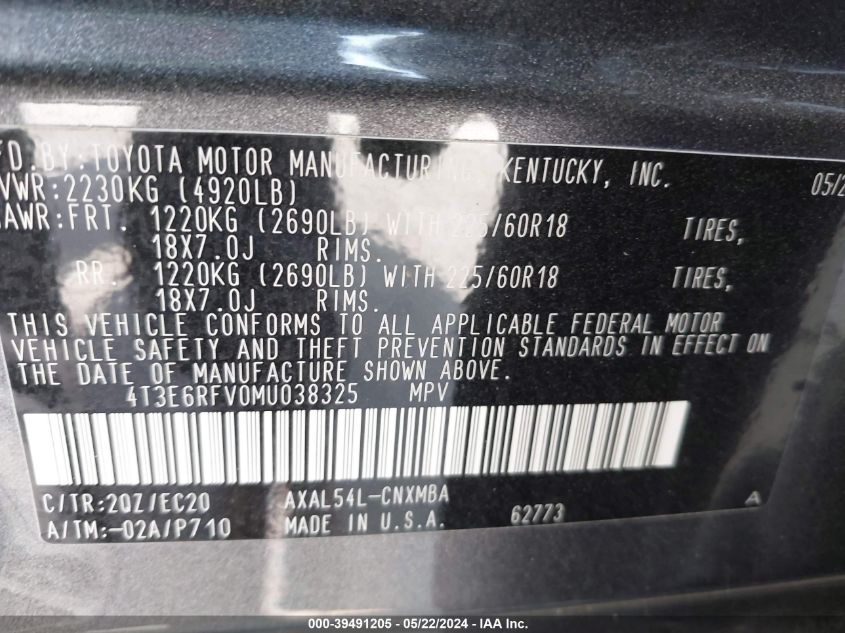 FD.BY:TOYOTA MOTOR MANUFACTURING, KENTUCKY, INC. 05/2
VWR:2230KG (4920LB)
AWR:FRT. 1220KG (2690LB) WITH 225/60R18 TIRES,
18X7.0J RIMS.
RR. 1220KG (2690LB) WITH 225/60R18 TIRES,
18X7.0J RIMS.
THIS VEHICLE CONFORMS TO ALL APPLICABLE FEDERAL MOTOR
VEHICLE SAFETY AND THEFT PREVENTION STANDARDS IN EFFECT ON
THE DATE OF MANUFACTURE SHOWN ABOVE.
4T3E6RFV0MU038325 MPV
C/TR:20Z/EC20 AXAL54L-CNXMBA A
A/TM:-02A/P710 MADE IN U.S.A. 62773
000-39491205 - 05/22/2024 - IAA Inc.